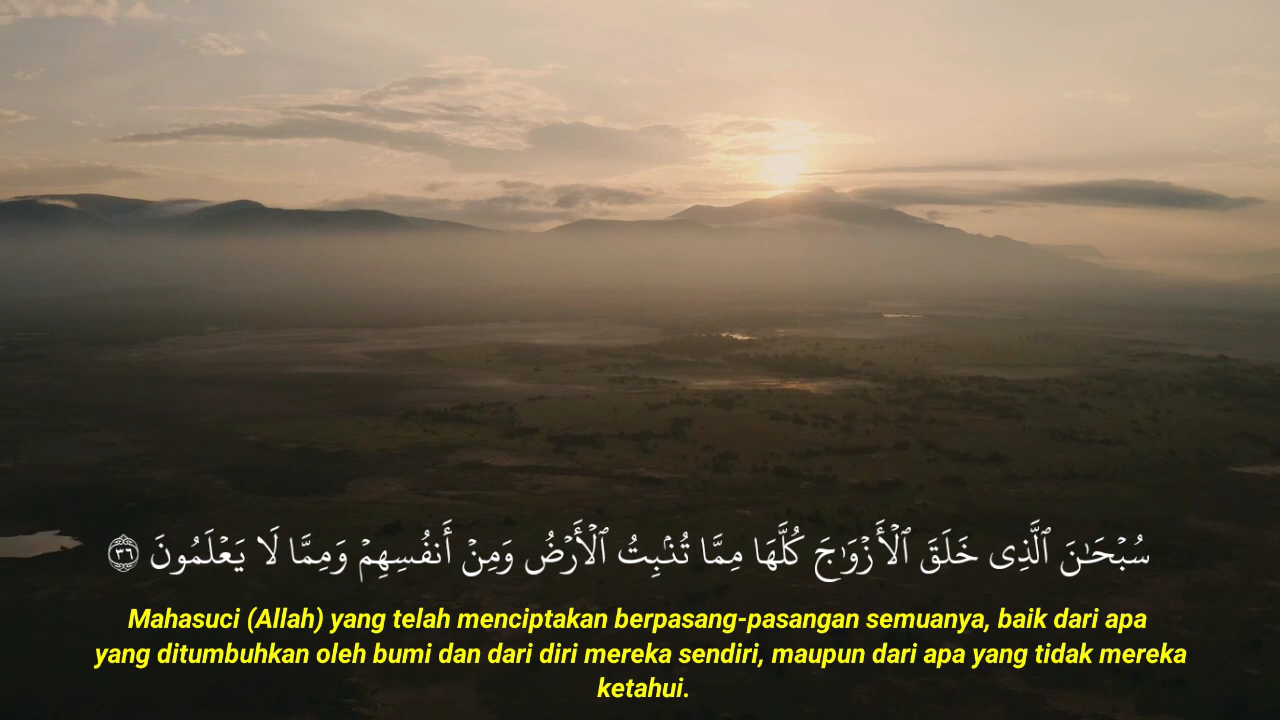 سُبْحَـٰنَ ٱلَّذِى خَلَقَ ٱلْأَزْوَٰجَ كُلَّهَا مِمَّا تُنۢبِتُ ٱلْأَرْضُ وَمِنْ أَنفُسِهِمْ وَمِمَّا لَا يَعْلَمُونَ ٣٦
Mahasuci (Allah) yang telah menciptakan berpasang-pasangan semuanya, baik dari apa
yang ditumbuhkan oleh bumi dan dari diri mereka sendiri, maupun dari apa yang tidak mereka
ketahui.